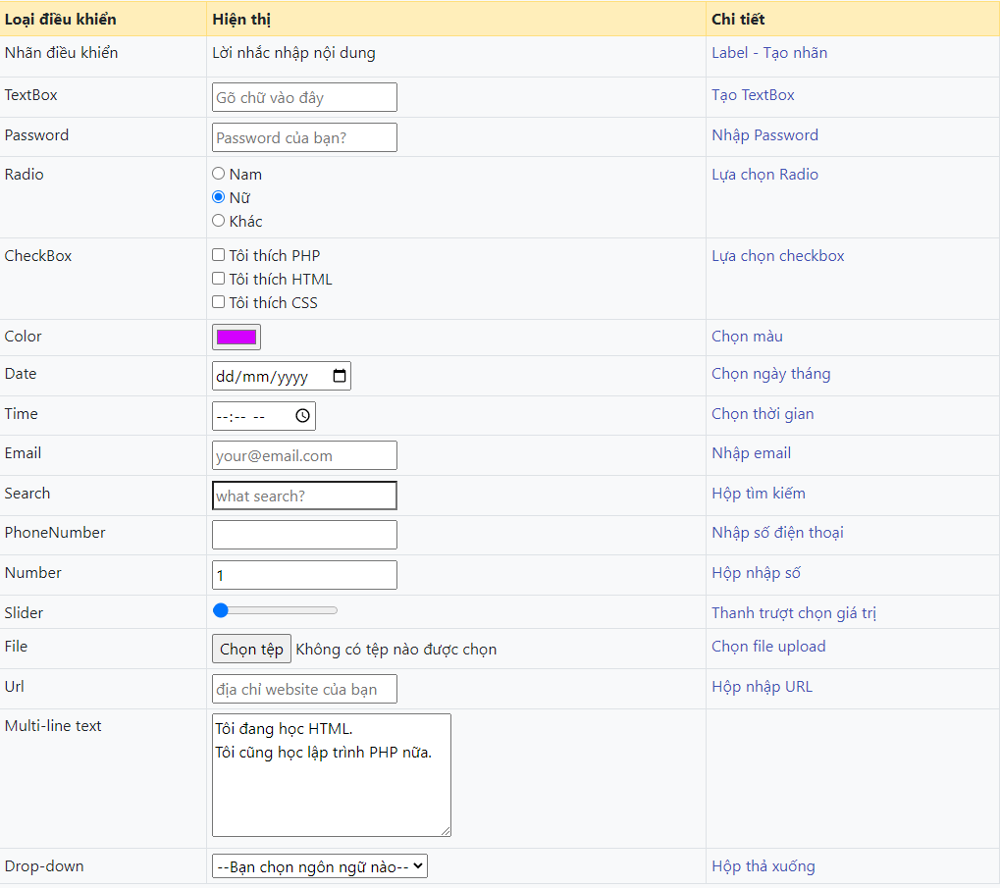 Loại điều khiển Hiện thị Chi tiết
Nhãn điều khiển Lời nhắc nhập nội dung Label - Tạo nhãn
TextBox Gõ chữ vào đây Tạo TextBox
Password Password của bạn? Nhập Password
Radio Nam Lựa chọn Radio
Nữ
Khác
CheckBox Tôi thích PHP Lựa chọn checkbox
Tôi thích HTML
Tôi thích CSS
Color Chọn màu
Date dd/mm/yyyy Chọn ngày tháng
Time --:-- -- Chọn thời gian
Email your@email.com Nhập email
Search what search? Hộp tìm kiếm
PhoneNumber Nhập số điện thoại
Number 1 Hộp nhập số
Slider Thanh trượt chọn giá trị
File Chọn tệp Không có tệp nào được chọn Chọn file upload
Url địa chỉ website của bạn Hộp nhập URL
Multi-line text Tôi đang học HTML.
Tôi cũng học lập trình PHP nữa.
Drop-down --Bạn chọn ngôn ngữ nào-- Hộp thả xuống